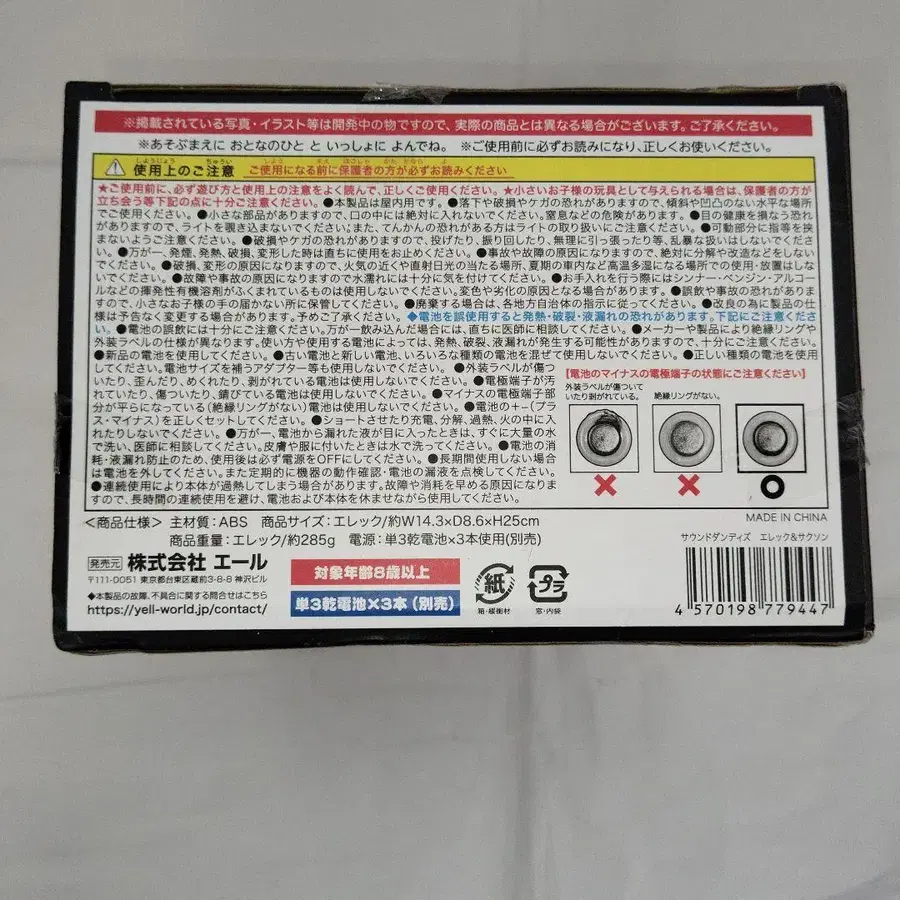 ※掲載されている写真・イラスト等は開発中の物ですので、実際の商品とは異なる場合がございます。ご了承ください。
※あそぶまえに おとなのひと と いっしょに よんでね。 ※ご使用前に必ずお読みになり、正しくお使いください。
使用上のご注意 ご使用になる前に保護者の方が必ずお読みください
★ご使用前に、必ず遊び方と使用上の注意をよく読んで、正しくご使用ください。★小さいお子様の玩具として与えられる場合は、保護者の方が
立ち会う等下記の点に十分ご注意ください。●本製品は屋内用です。●落下や破損やケガの恐れがありますので、傾斜や凹凸のない水平な場所
でご使用ください。●小さな部品がありますので、口の中には絶対に入れないでください。窒息などの危険があります。●目の健康を損なう恐れ
がありますので、ライトを覗き込まないでください。また、てんかんの恐れがある方はライトの取り扱いにご注意ください。●可動部分に指等を挟
まないようご注意ください。●破損やケガの恐れがありますので、投げたり、振り回したり、無理に引っ張ったり等、乱暴な扱いはしないでくださ
い。●万が一、発煙、発熱、破損、変形した時は直ちに使用をお止めください。●事故や故障の原因になりますので、絶対に分解や改造などをしな
いでください。●破損、変形の原因になりますので、火気の近くや直射日光の当たる場所、夏期の車内など高温多湿になる場所での使用・放置はしな
いでください。●故障や事故の原因になりますので水濡れには十分に気を付けてください。●お手入れを行う際にはシンナー・ベンジン・アルコ
ールなどの揮発性有機溶剤がふくまれているものは使用しないでください。変色や劣化の原因となる場合があります。●誤飲や事故の恐れがありま
すので、小さなお子様の手の届かない所に保管してください。●廃棄する場合は、各地方自治体の指示に従ってください。●改良の為に製品の仕
様は予告なく変更する場合がございます。予めご了承ください。◆電池を誤使用すると発熱・破裂・液漏れの恐れがあります。下記にご注意くださ
い。●電池の誤飲には十分にご注意ください。万が一飲み込んだ場合には、直ちに医師に相談してください。●メーカーや製品により絶縁リングや
外装ラベルの仕様が異なります。使い方や使用する電池によっては、発熱、破裂、液漏れが発生する可能性がありますので、十分にご注意ください。
●新品の電池を使用してください。●古い電池と新しい電池、いろいろな種類の電池を混ぜて使用しないでください。●正しい種類の電池を使用
してください。電池サイズを補うアダプター等も使用しないでください。●外装ラベルが傷つ
いたり、歪んだり、めくれたり、剥がれている電池は使用しないでください。●電極端子が汚
れていたり、傷ついたり、錆びている電池は使用しないでください。●マイナスの電極端子部
分が平らになっている(絶縁リングがない)電池は使用しないでください。●電池の+−(プラ
ス・マイナス)を正しくセットしてください。●ショートさせたり充電、分解、過熱、火の中に入
れたりしないでください。●万が一、電池から漏れた液が目に入ったときは、すぐに大量の水
で洗い、医師に相談してください。皮膚や服に付いたときは水で洗ってください。●電池の消
耗・液漏れ防止のため、使用後は必ず電源をOFFにしてください。●長期間使用しない場合
は電池を外してください。また定期的に機器の動作確認・電池の漏液を点検してください。
●連続使用により本体が過熱してしまう場合があります。故障や消耗を早める原因になりま
すので、長時間の連続使用を避け、電池および本体を休ませながら使用してください。
【電池のマイナスの電極端子の状態にご注意ください】
外装ラベルが傷ついて
いたり剥がれている。
絶縁リングがない。
<商品仕様> 主材質:ABS 商品サイズ:エレック/約W14.3×D8.6×H25cm
商品重量:エレック/約285g 電源:単3乾電池×3本使用(別売)
MADE IN CHINA
発売元 株式会社 エール
〒111-0051 東京都台東区蔵前3-8-8 神沢ビル
★本製品の故障、不具合に関する問合せはこちら
https://yell-world.jp/contact/
対象年齢8歳以上
単3乾電池×3本(別売)
紙
箱・緩衝材
プラ
窓・内袋
サウンドダンディズ エレック&サクソン
4 570198 779447